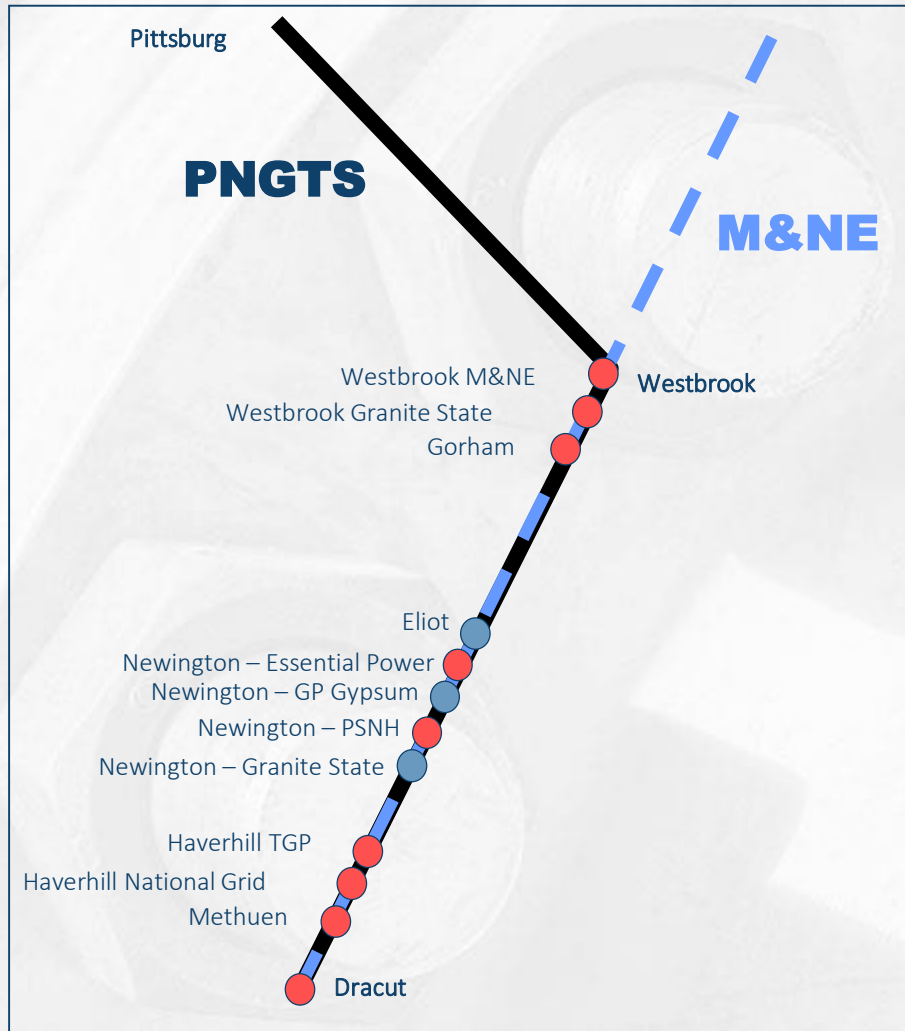 Pittsburg
PNGTS
M&NE
Westbrook M&NE
Westbrook
Westbrook Granite State
Gorham
Eliot
Newington – Essential Power
Newington – GP Gypsum
Newington – PSNH
Newington – Granite State
Haverhill TGP
Haverhill National Grid
Methuen
Dracut